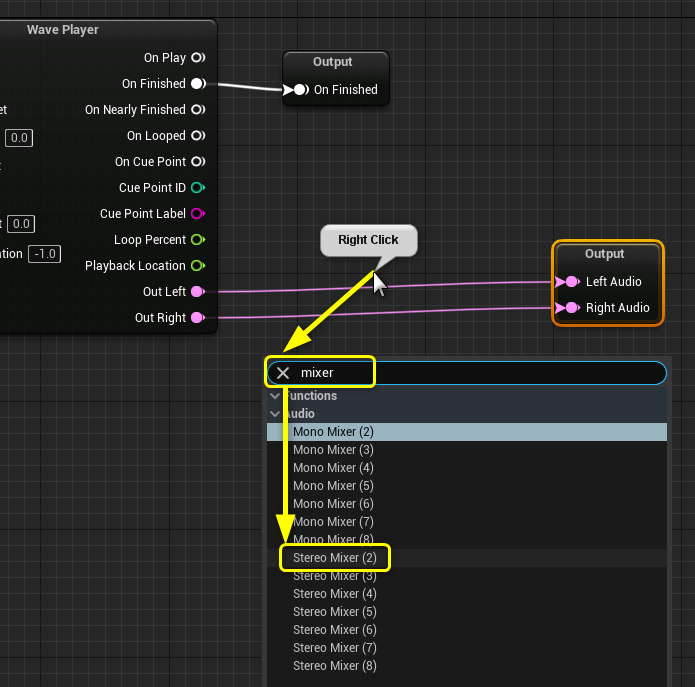 Wave Player
On Play
On Finished
On Nearly Finished
et
0.0
On Looped
On Cue Point
Cue Point ID
Cue Point Label
t 0.0
Loop Percent
ation -1.0
Playback Location
Out Left
Out Right
Output
On Finished
Right Click
Output
Left Audio
Right Audio
mixer
Functions
Audio
Mono Mixer (2)
Mono Mixer (3)
Mono Mixer (4)
Mono Mixer (5)
Mono Mixer (6)
Mono Mixer (7)
Mono Mixer (8)
Stereo Mixer (2)
Stereo Mixer (3)
Stereo Mixer (4)
Stereo Mixer (5)
Stereo Mixer (6)
Stereo Mixer (7)
Stereo Mixer (8)